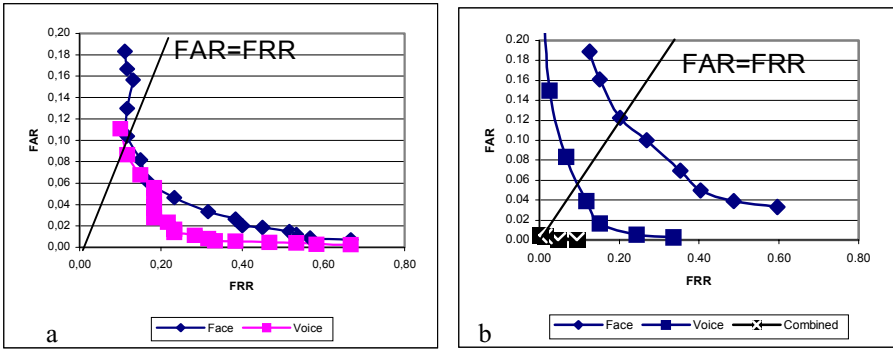 0,20
0,18
0,16
0,14
0,12
0,10
0,08
0,06
0,04
0,02
0,00
FAR
FAR=FRR
0,00 0,20 0,40 0,60 0,80
FRR
Face Voice
a
0.20
0.18
0.16
0.14
0.12
0.10
0.08
0.06
0.04
0.02
0.00
FAR
FAR=FRR
0.00 0.20 0.40 0.60 0.80
FRR
Face Voice Combined
b